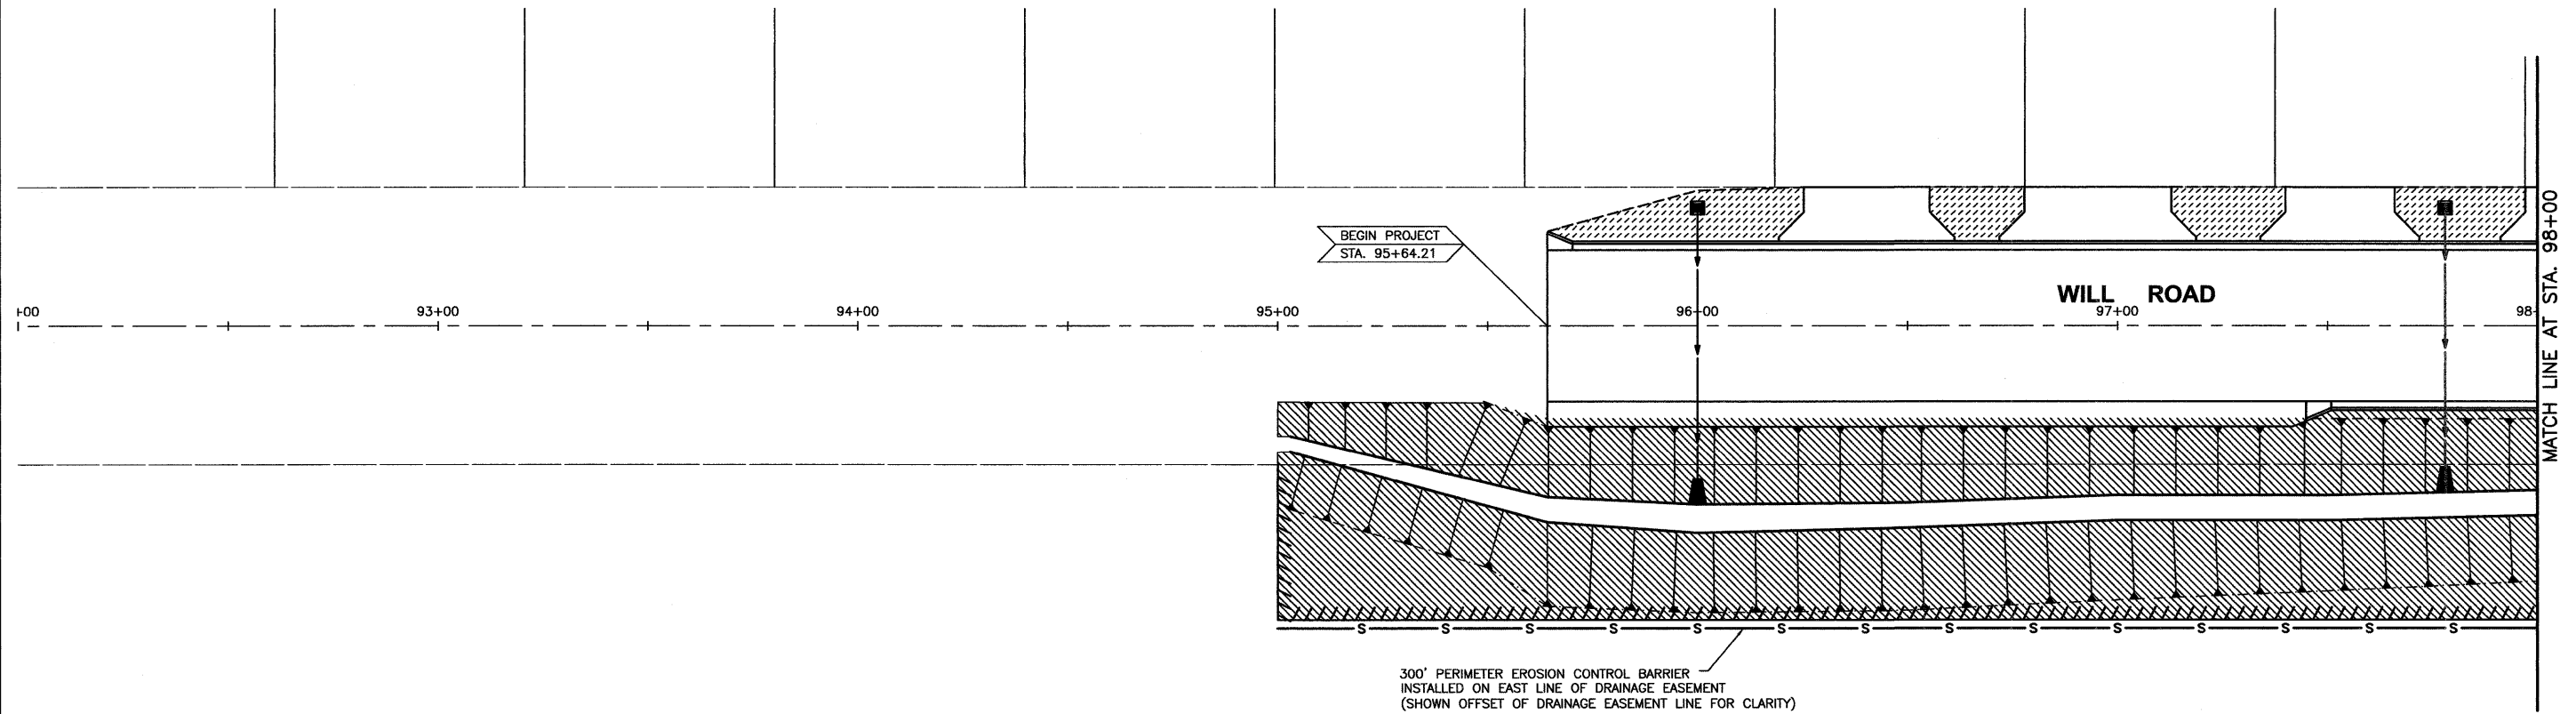 BEGIN PROJECT
STA. 95+64.21
WILL ROAD
+00
93+00
94+00
95+00
96+00
97+00
98
MATCH LINE AT STA. 98+00
S S S S S S S S S S S S S S
300' PERIMETER EROSION CONTROL BARRIER
INSTALLED ON EAST LINE OF DRAINAGE EASEMENT
(SHOWN OFFSET OF DRAINAGE EASEMENT LINE FOR CLARITY)